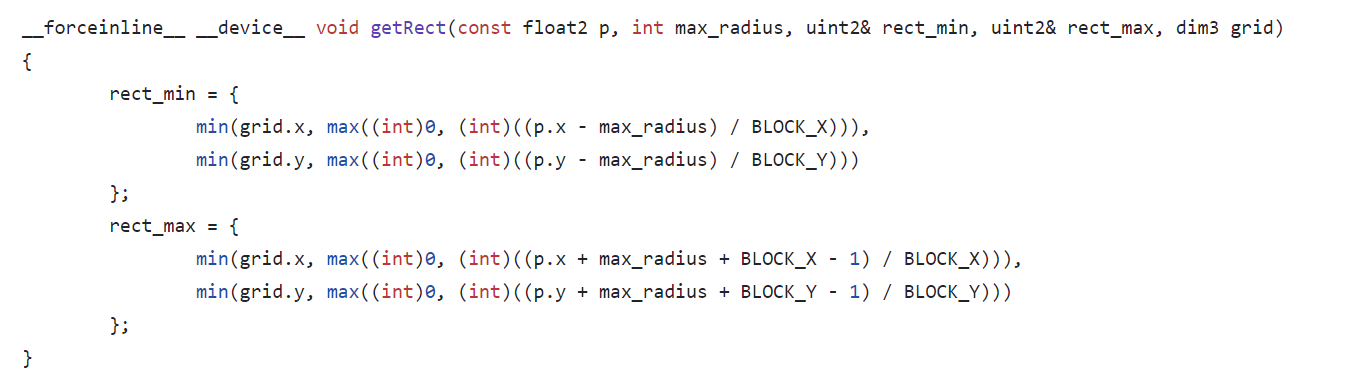 __forceinline__ __device__ void getRect(const float2 p, int max_radius, uint2& rect_min, uint2& rect_max, dim3 grid)
{
        rect_min = {
                min(grid.x, max((int)0, (int)((p.x - max_radius) / BLOCK_X))),
                min(grid.y, max((int)0, (int)((p.y - max_radius) / BLOCK_Y)))
        };
        rect_max = {
                min(grid.x, max((int)0, (int)((p.x + max_radius + BLOCK_X - 1) / BLOCK_X))),
                min(grid.y, max((int)0, (int)((p.y + max_radius + BLOCK_Y - 1) / BLOCK_Y)))
        };
}